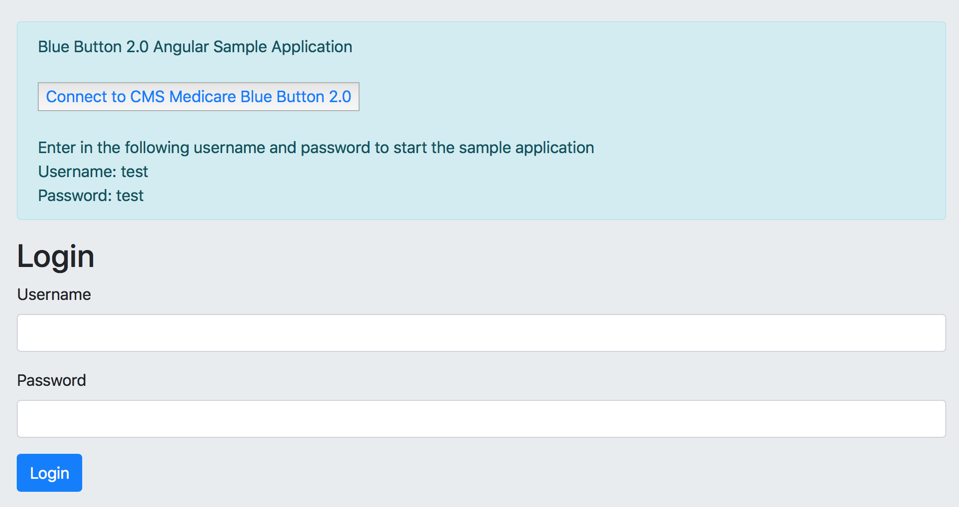 Blue Button 2.0 Angular Sample Application
Connect to CMS Medicare Blue Button 2.0
Enter in the following username and password to start the sample application
Username: test
Password: test
Login
Username
Password
Login